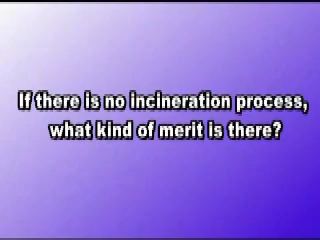 If there is no incineration process,
what kind of merit is there?